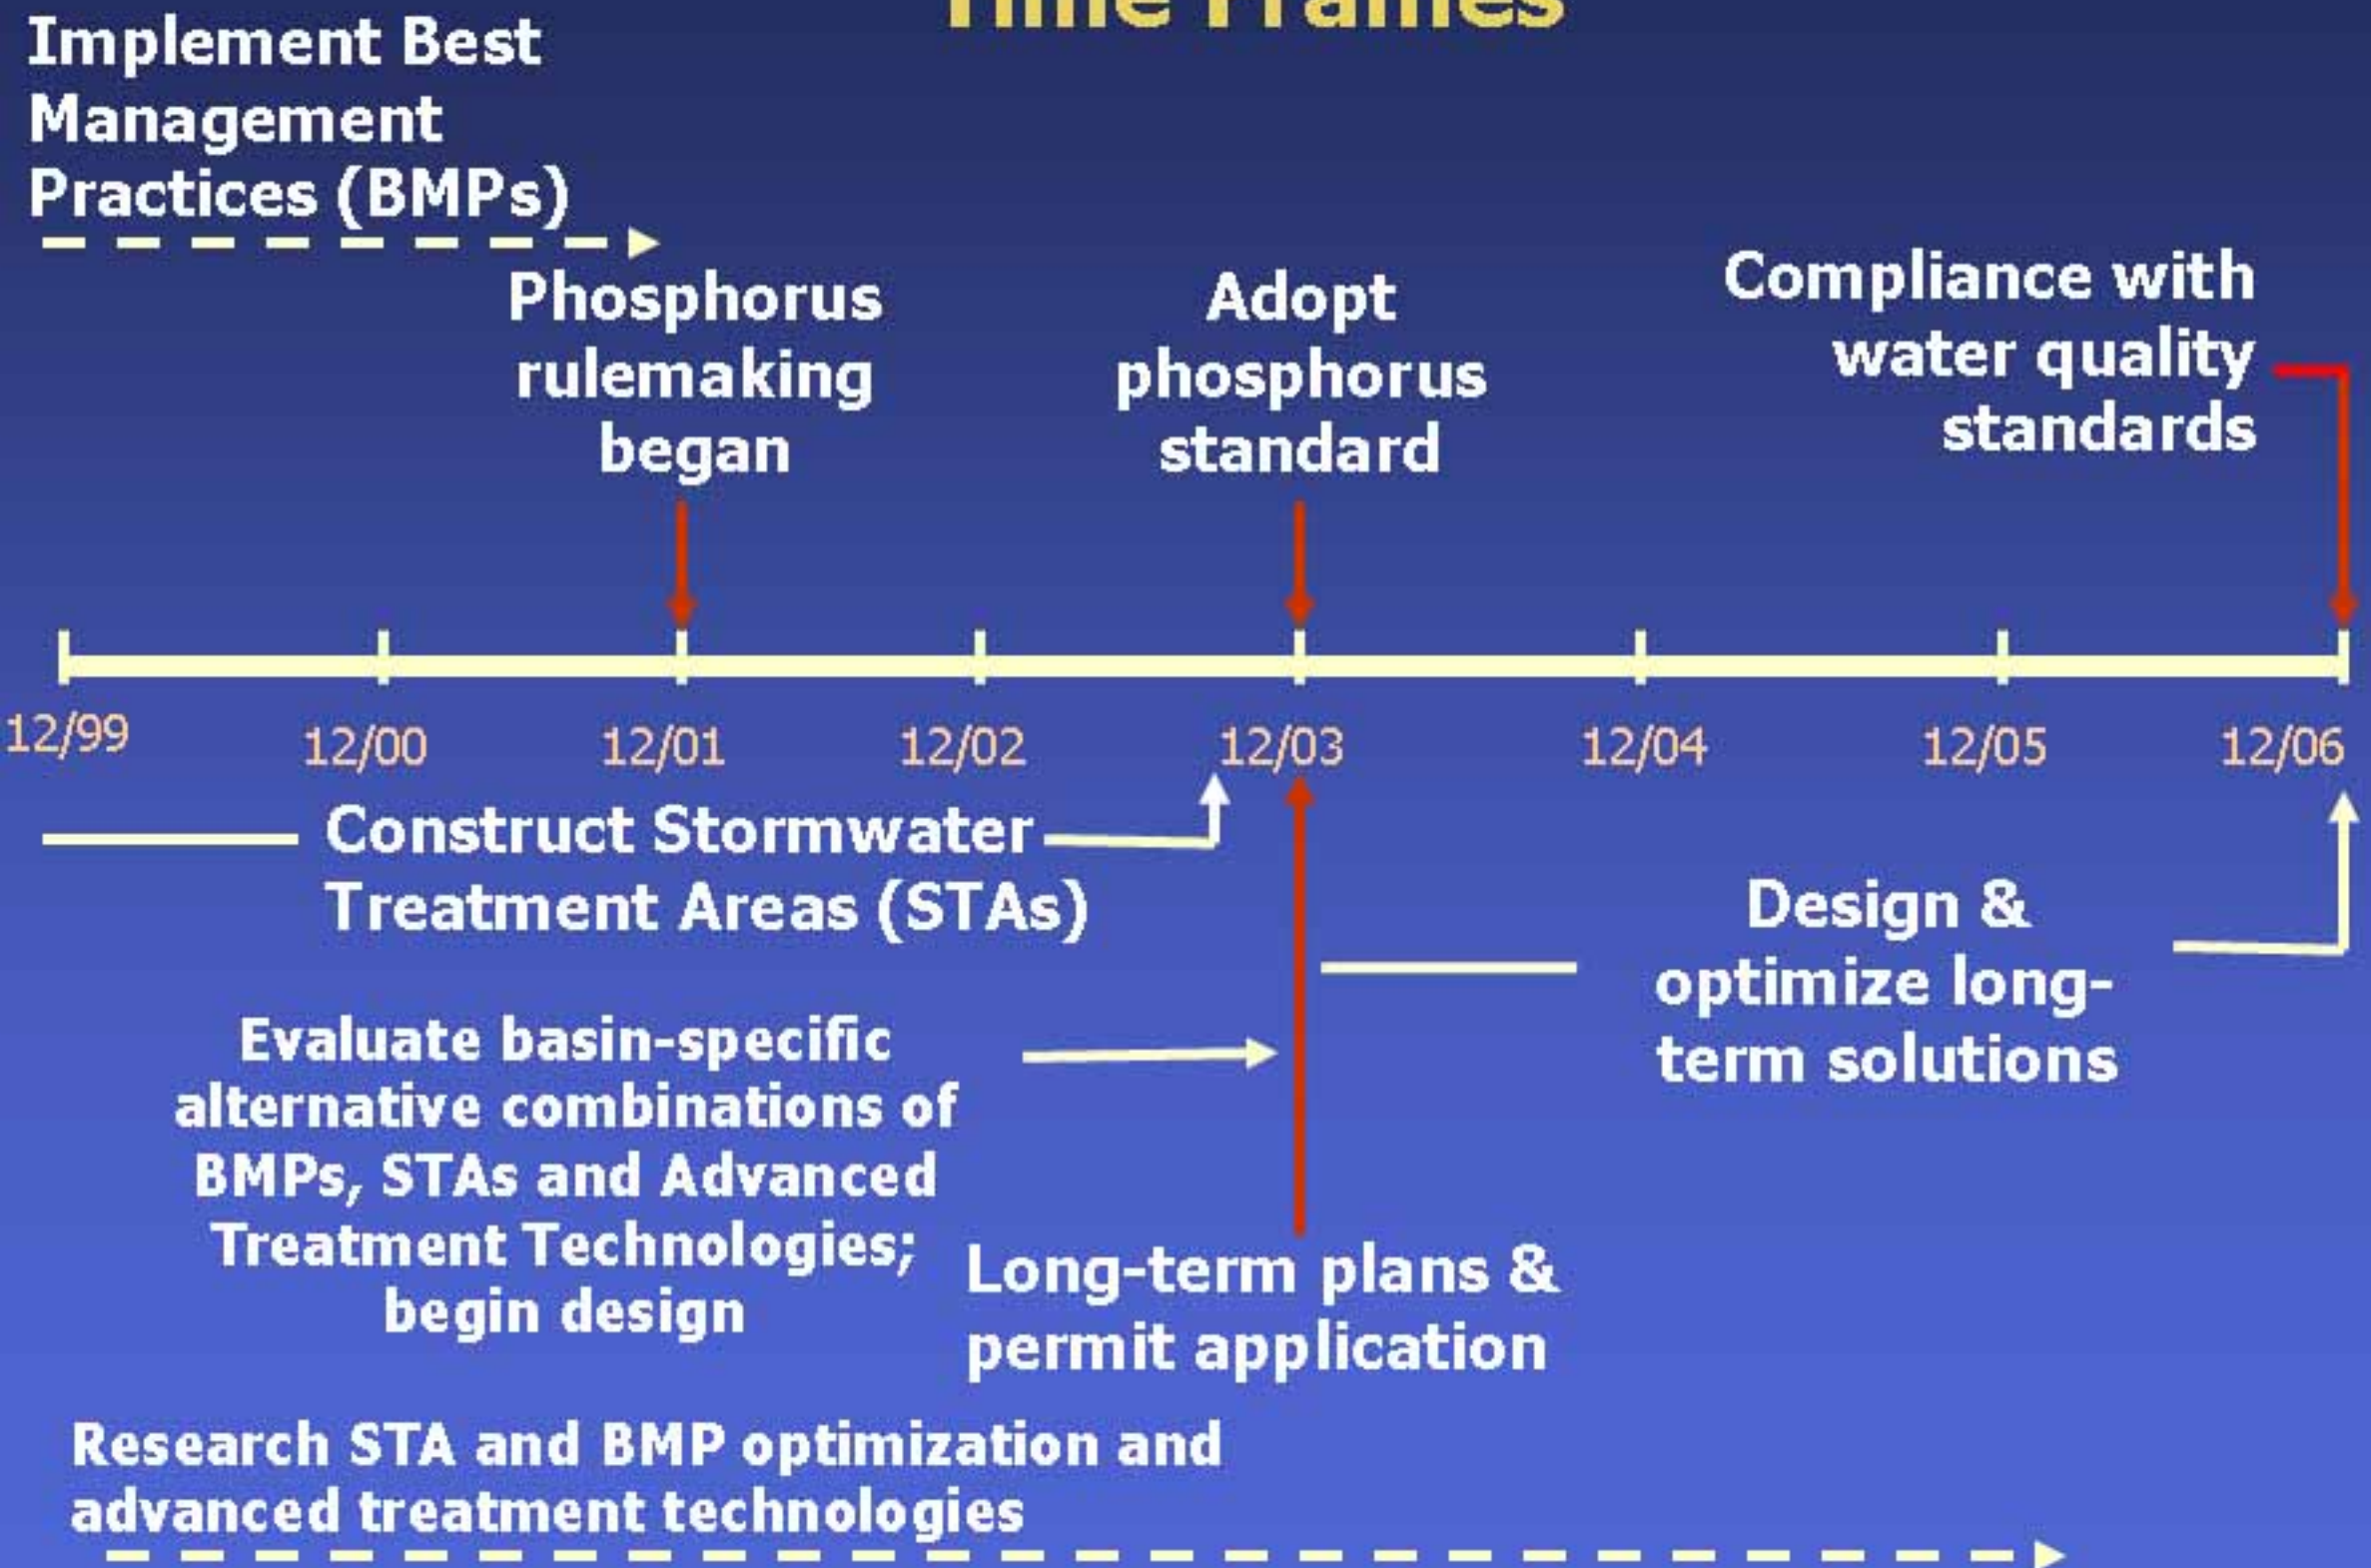 Time Frames
Implement Best
Management
Practices (BMPs)
Phosphorus
rulemaking
began
Adopt
phosphorus
standard
Compliance with
water quality
standards
12/99
12/00
12/01
12/02
12/03
12/04
12/05
12/06
Construct Stormwater
Treatment Areas (STAs)
Design &
optimize long-
term solutions
Evaluate basin-specific
alternative combinations of
BMPs, STAs and Advanced
Treatment Technologies;
begin design
Long-term plans &
permit application
Research STA and BMP optimization and
advanced treatment technologies